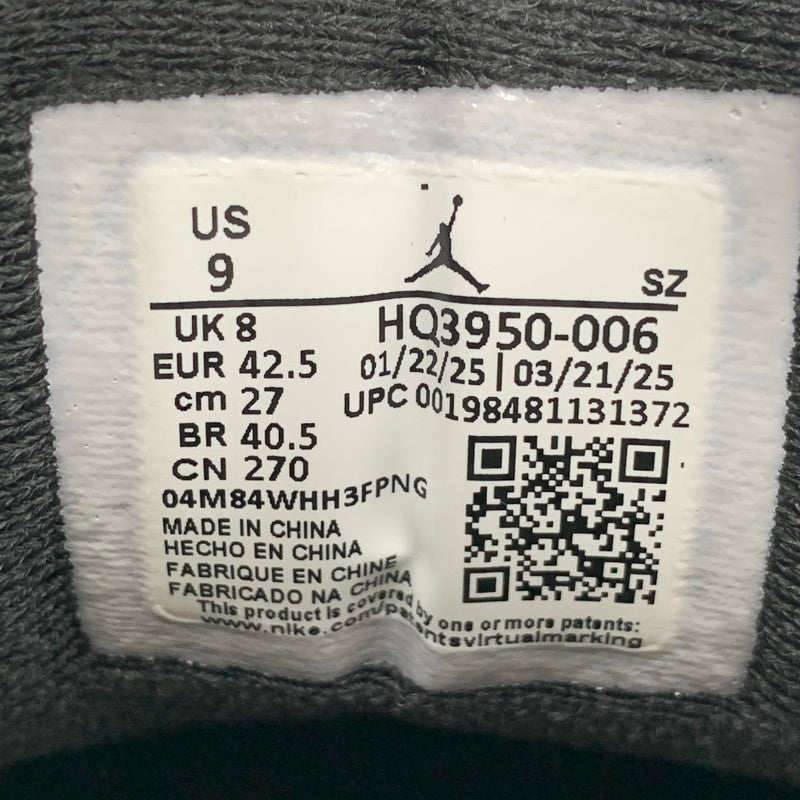 US
9
SZ
UK 8
HQ3950-006
EUR 42.5
01/22/25 | 03/21/25
cm 27
UPC 00198481131372
BR 40.5
CN 270
04M84WHH3FPNG
MADE IN CHINA
HECHO EN CHINA
FABRIQUE EN CHINE
FABRICADO NA CHINA
This product is covered by one or more patents:
www.nike.com/patentsvirtualmarking